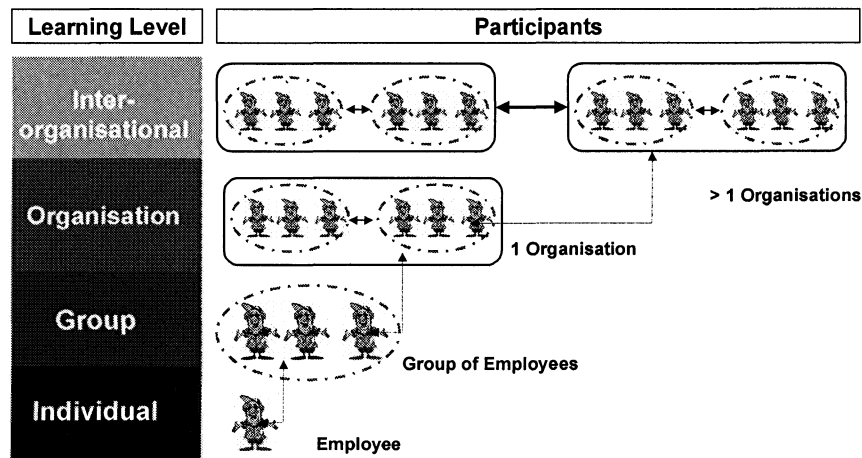 Learning Level
Participants
Inter-
organisational
> 1 Organisations
Organisation
1 Organisation
Group
Group of Employees
Individual
Employee